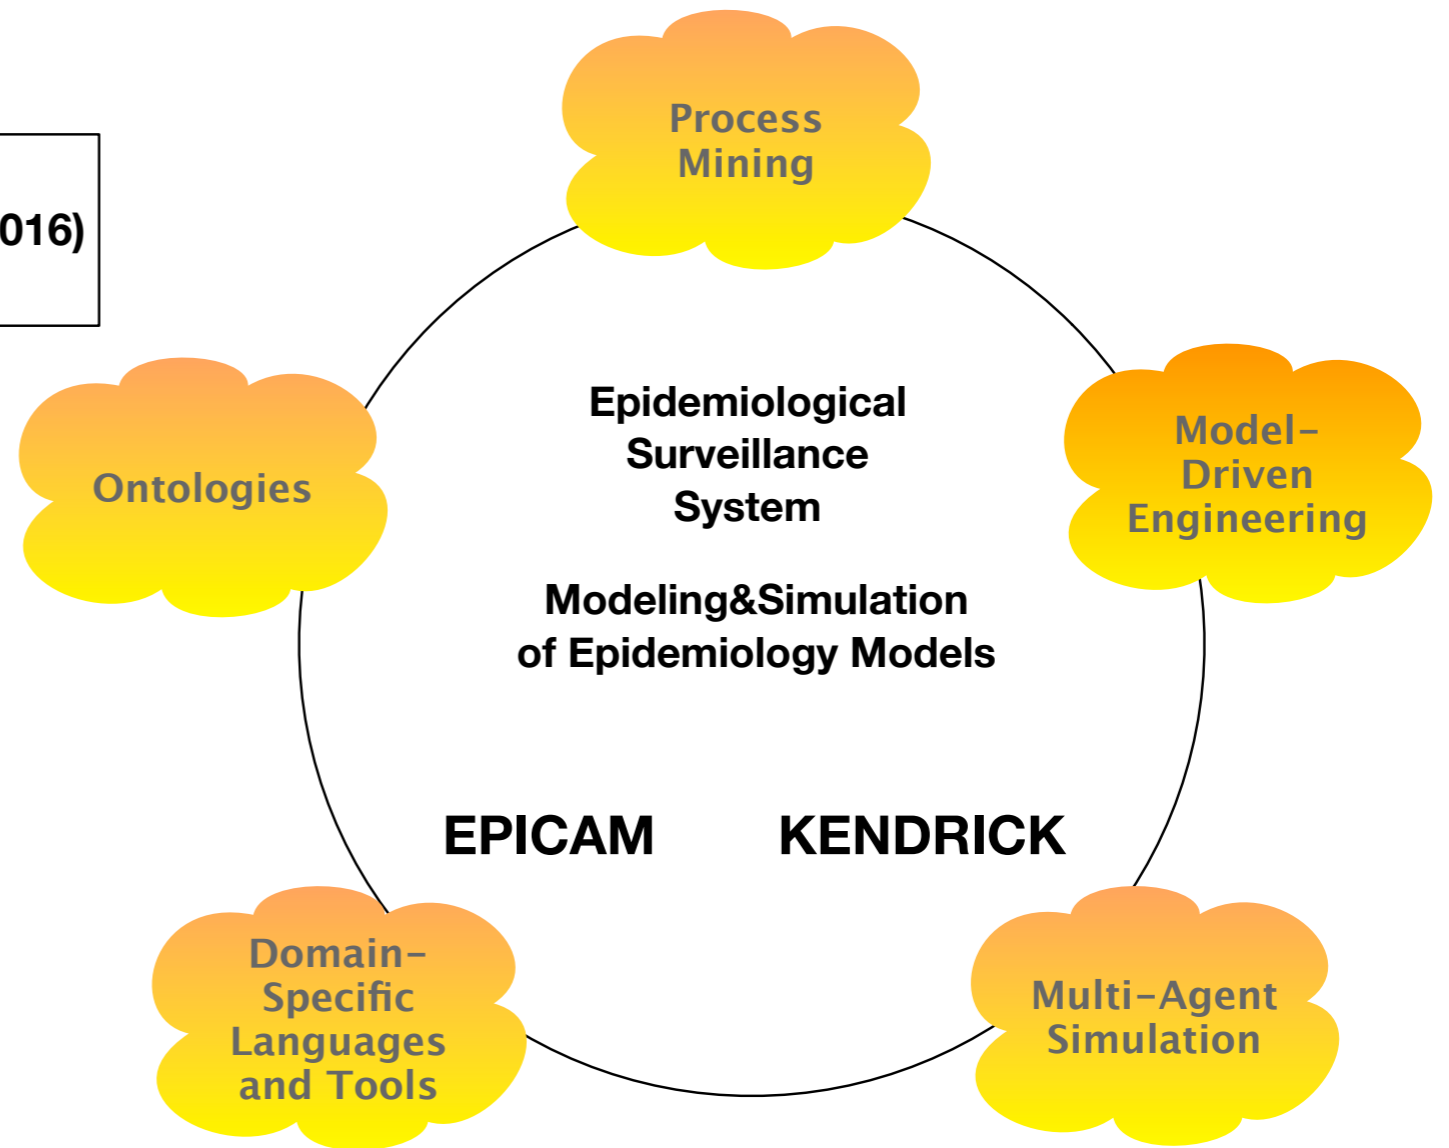 Process
Mining
016)
Epidemiological
Surveillance
System
Model-
Driven
Engineering
Ontologies
Modeling&Simulation
of Epidemiology Models
EPICAM
KENDRICK
Domain-
Specific
Languages
and Tools
Multi-Agent
Simulation